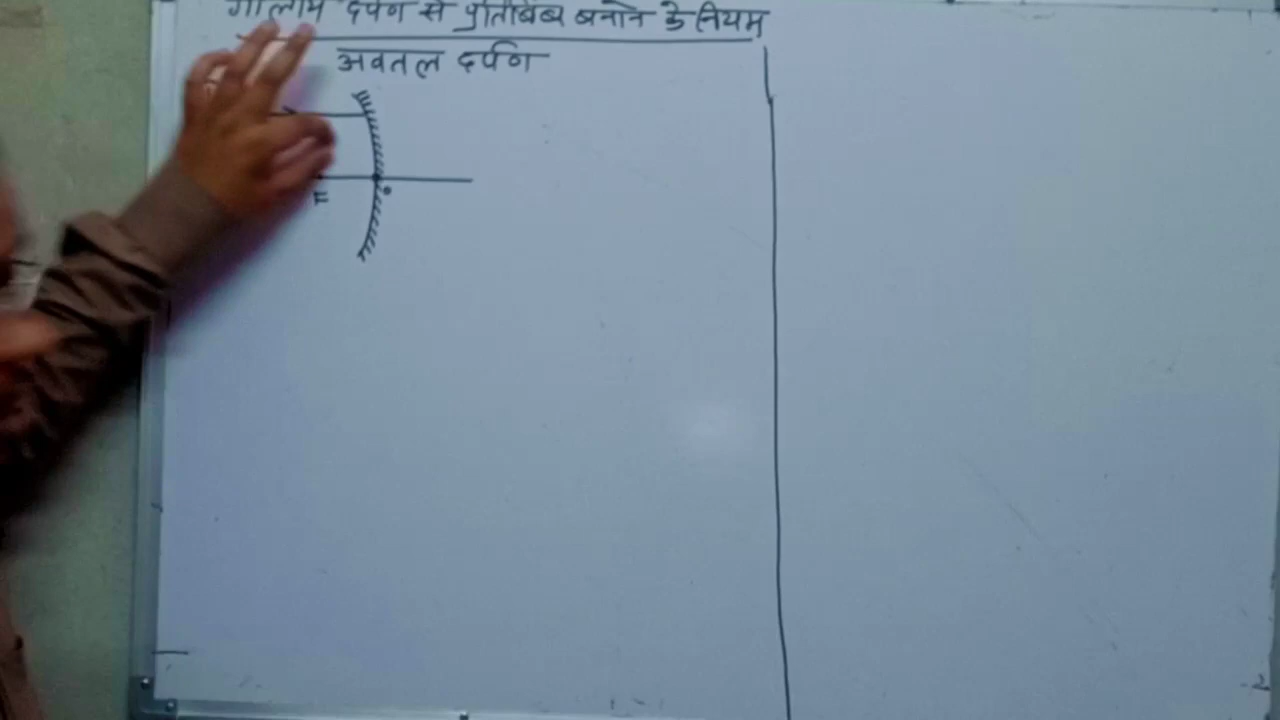 गोलीय दर्पण से प्रतिबिंब बनाने के नियम
अवतल दर्पण
F